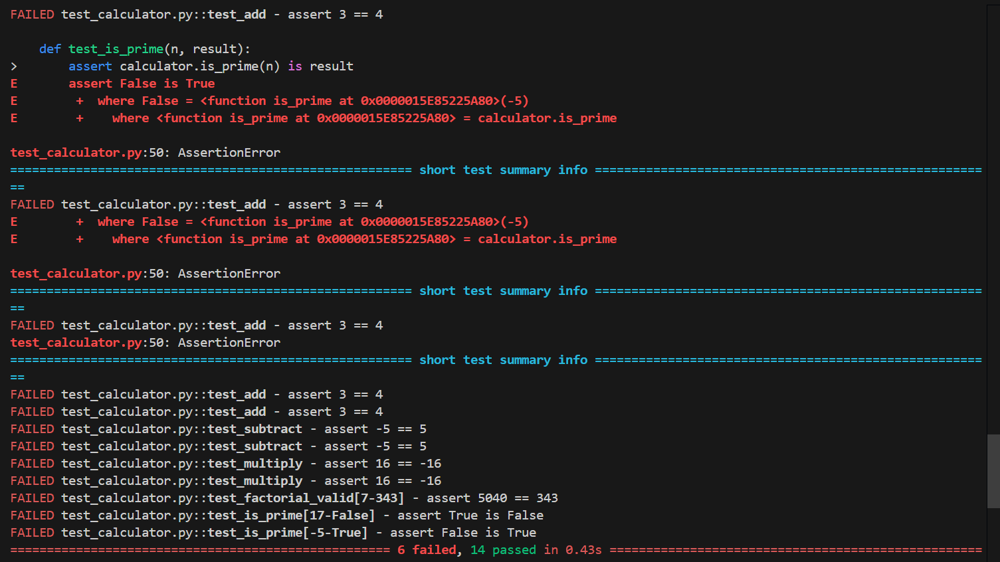 FAILED test_calculator.py::test_add - assert 3 == 4
    def test_is_prime(n, result):
>       assert calculator.is_prime(n) is result
E       assert False is True
E        +  where False = <function is_prime at 0x0000015E85225A80>(-5)
E        +    where <function is_prime at 0x0000015E85225A80> = calculator.is_prime
test_calculator.py:50: AssertionError
======================================================= short test summary info =====================================================
==
FAILED test_calculator.py::test_add - assert 3 == 4
E        +  where False = <function is_prime at 0x0000015E85225A80>(-5)
E        +    where <function is_prime at 0x0000015E85225A80> = calculator.is_prime
test_calculator.py:50: AssertionError
======================================================= short test summary info =====================================================
==
FAILED test_calculator.py::test_add - assert 3 == 4
test_calculator.py:50: AssertionError
======================================================= short test summary info =====================================================
==
FAILED test_calculator.py::test_add - assert 3 == 4
FAILED test_calculator.py::test_add - assert 3 == 4
FAILED test_calculator.py::test_subtract - assert -5 == 5
FAILED test_calculator.py::test_subtract - assert -5 == 5
FAILED test_calculator.py::test_multiply - assert 16 == -16
FAILED test_calculator.py::test_multiply - assert 16 == -16
FAILED test_calculator.py::test_factorial_valid[7-343] - assert 5040 == 343
FAILED test_calculator.py::test_is_prime[17-False] - assert True is False
FAILED test_calculator.py::test_is_prime[-5-True] - assert False is True
==================================================== 6 failed, 14 passed in 0.43s ===================================================